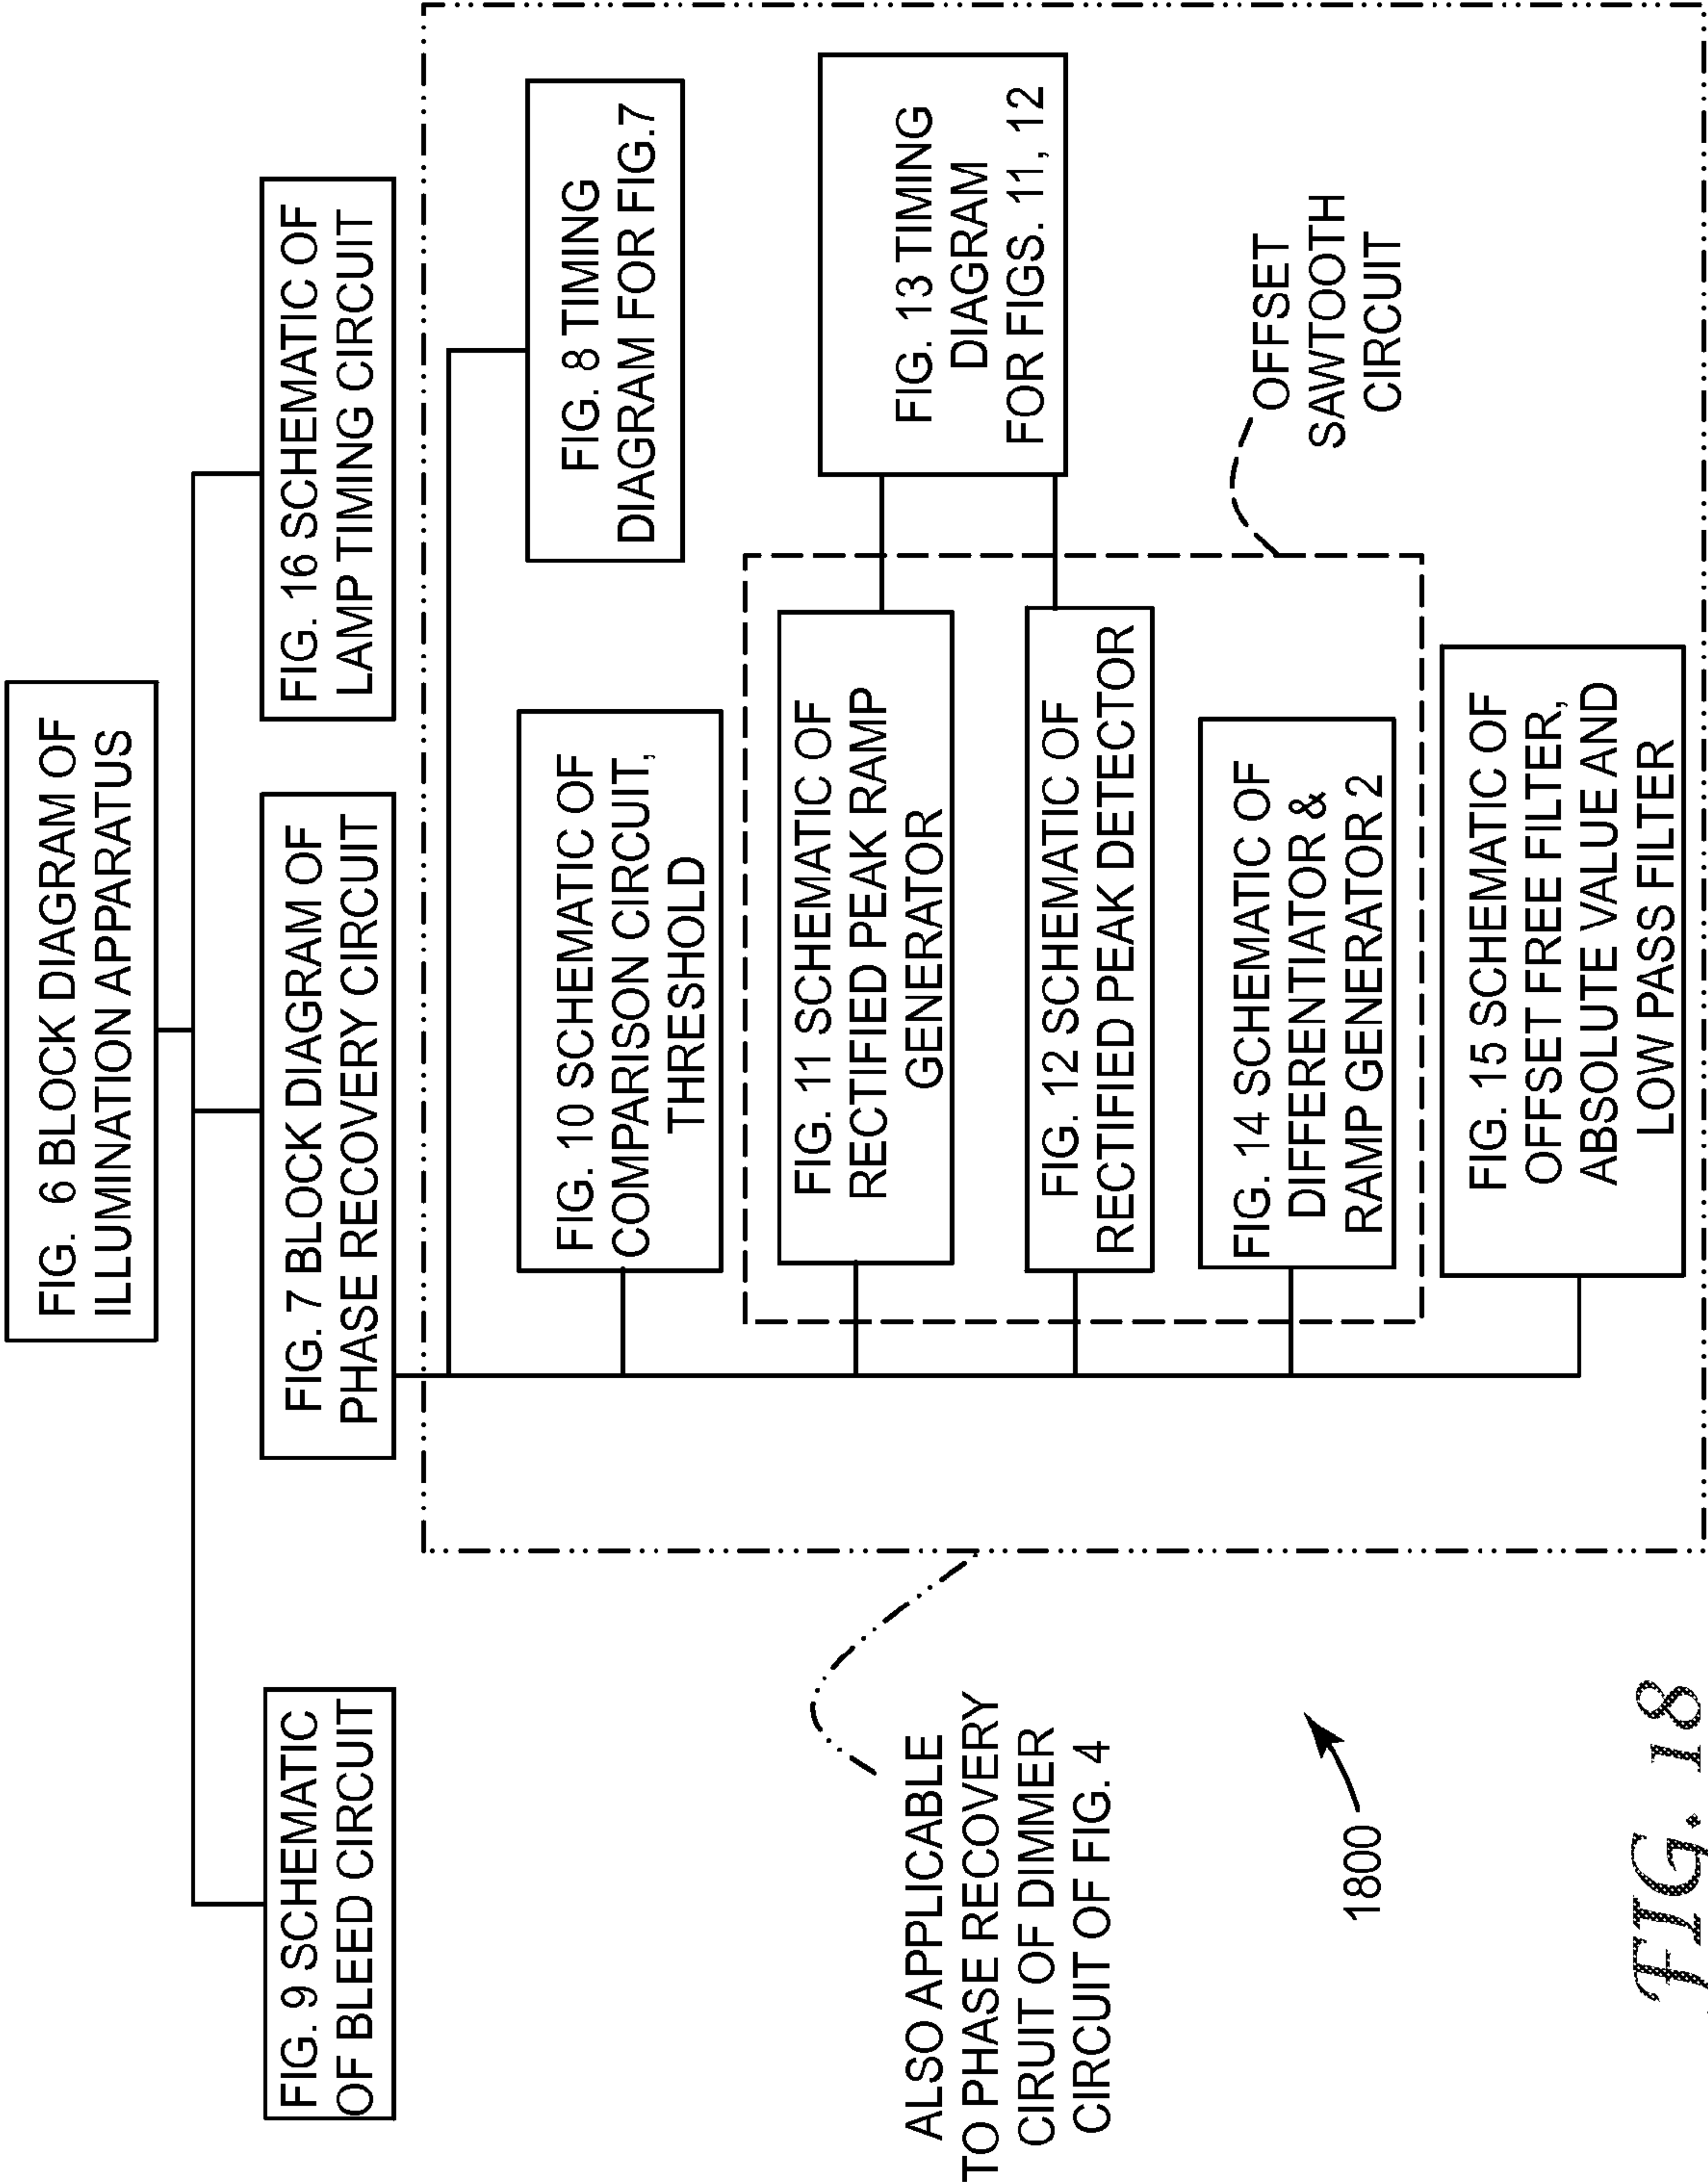 FIG. 6 BLOCK DIAGRAM OF
ILLUMINATION APPARATUS
FIG. 9 SCHEMATIC
OF BLEED CIRCUIT
FIG. 7 BLOCK DIAGRAM OF
PHASE RECOVERY CIRCUIT
FIG. 16 SCHEMATIC OF
LAMP TIMING CIRCUIT
FIG. 8 TIMING
DIAGRAM FOR FIG.7
FIG. 10 SCHEMATIC OF
COMPARISON CIRCUIT,
THRESHOLD
FIG. 11 SCHEMATIC OF
RECTIFIED PEAK RAMP
GENERATOR
FIG. 13 TIMING
DIAGRAM
FOR FIGS. 11, 12
FIG. 12 SCHEMATIC OF
RECTIFIED PEAK DETECTOR
FIG. 14 SCHEMATIC OF
DIFFERENTIATOR &
RAMP GENERATOR 2
OFFSET
SAWTOOTH
CIRCUIT
FIG. 15 SCHEMATIC OF
OFFSET FREE FILTER,
ABSOLUTE VALUE AND
LOW PASS FILTER
ALSO APPLICABLE
TO PHASE RECOVERY
CIRUIT OF DIMMER
CIRCUIT OF FIG. 4
1800
FIG. 18